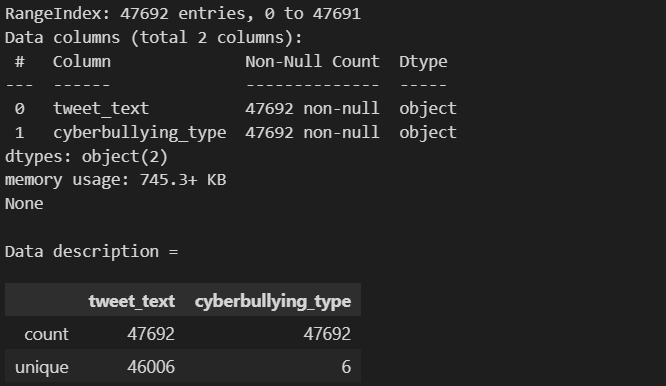 RangeIndex: 47692 entries, 0 to 47691
Data columns (total 2 columns):
 #   Column              Non-Null Count  Dtype
---  ------              --------------  -----
 0   tweet_text          47692 non-null  object
 1   cyberbullying_type  47692 non-null  object
dtypes: object(2)
memory usage: 745.3+ KB
None
Data description =
tweet_text cyberbullying_type
count 47692 47692
unique 46006 6